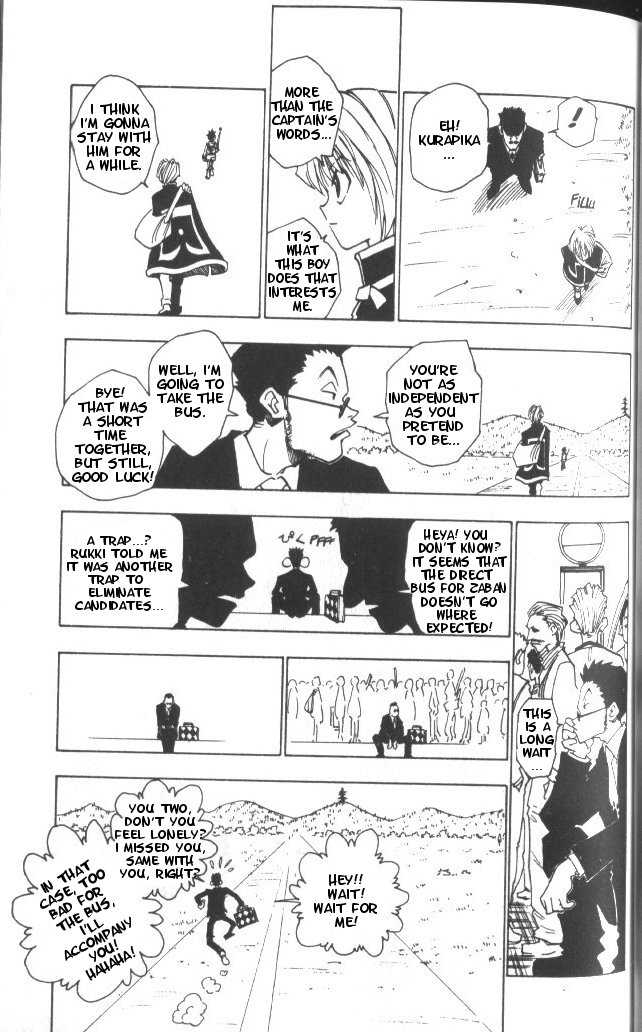 !
EH!
KURAPIKA
...
FIUU
MORE
THAN THE
CAPTAIN'S
WORDS...
IT'S
WHAT
THIS BOY
DOES THAT
INTERESTS
ME.
I THINK
I'M GONNA
STAY WITH
HIM FOR A
WHILE.
YOU'RE
NOT AS
INDEPENDENT
AS YOU
PRETEND
TO BE...
WELL, I'M
GOING TO
TAKE THE
BUS.
BYE!
THAT WAS
A SHORT
TIME
TOGETHER,
BUT STILL,
GOOD LUCK!
THIS
IS A
LONG
WAIT
...
HEYA! YOU
DON'T KNOW?
IT SEEMS THAT
THE DIRECT
BUS FOR ZABAN
DOESN'T GO
WHERE
EXPECTED!
A TRAP...?
RUKKI TOLD ME
IT WAS ANOTHER
TRAP TO
ELIMINATE
CANDIDATES...
HEY!!
WAIT!
WAIT FOR
ME!
YOU TWO,
DON'T YOU
FEEL LONELY?
I MISSED YOU,
SAME WITH
YOU, RIGHT?
IN THAT
CASE, TOO
BAD FOR
THE BUS,
I'LL
ACCOMPANY
YOU!
HAHAHA!